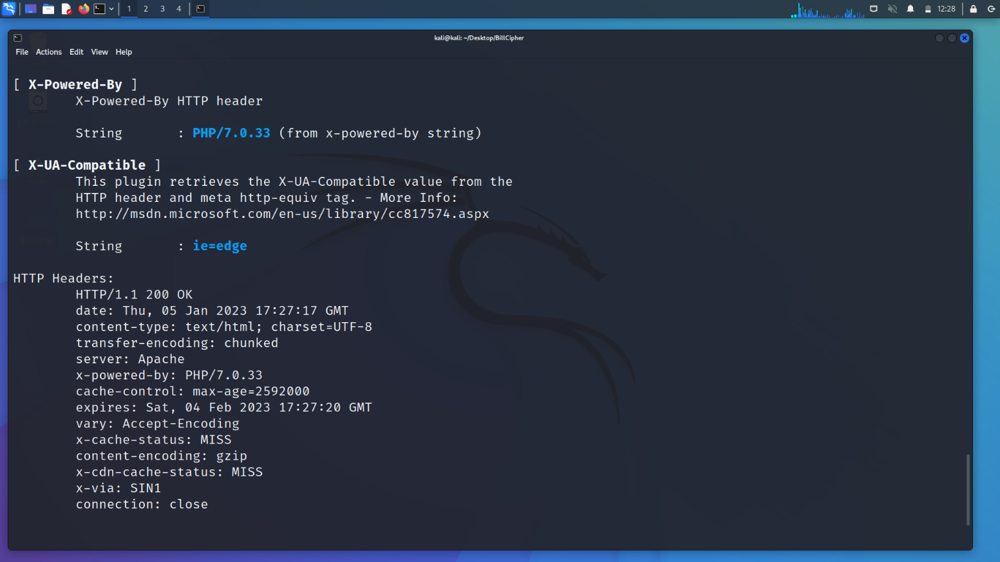 1 2 3 4 12:28
kali@kali: ~/Desktop/BillCipher
File Actions Edit View Help
[ X-Powered-By ]
X-Powered-By HTTP header
String : PHP/7.0.33 (from x-powered-by string)
[ X-UA-Compatible ]
This plugin retrieves the X-UA-Compatible value from the
HTTP header and meta http-equiv tag. - More Info:
http://msdn.microsoft.com/en-us/library/cc817574.aspx
String : ie=edge
HTTP Headers:
HTTP/1.1 200 OK
date: Thu, 05 Jan 2023 17:27:17 GMT
content-type: text/html; charset=UTF-8
transfer-encoding: chunked
server: Apache
x-powered-by: PHP/7.0.33
cache-control: max-age=2592000
expires: Sat, 04 Feb 2023 17:27:20 GMT
vary: Accept-Encoding
x-cache-status: MISS
content-encoding: gzip
x-cdn-cache-status: MISS
x-via: SIN1
connection: close